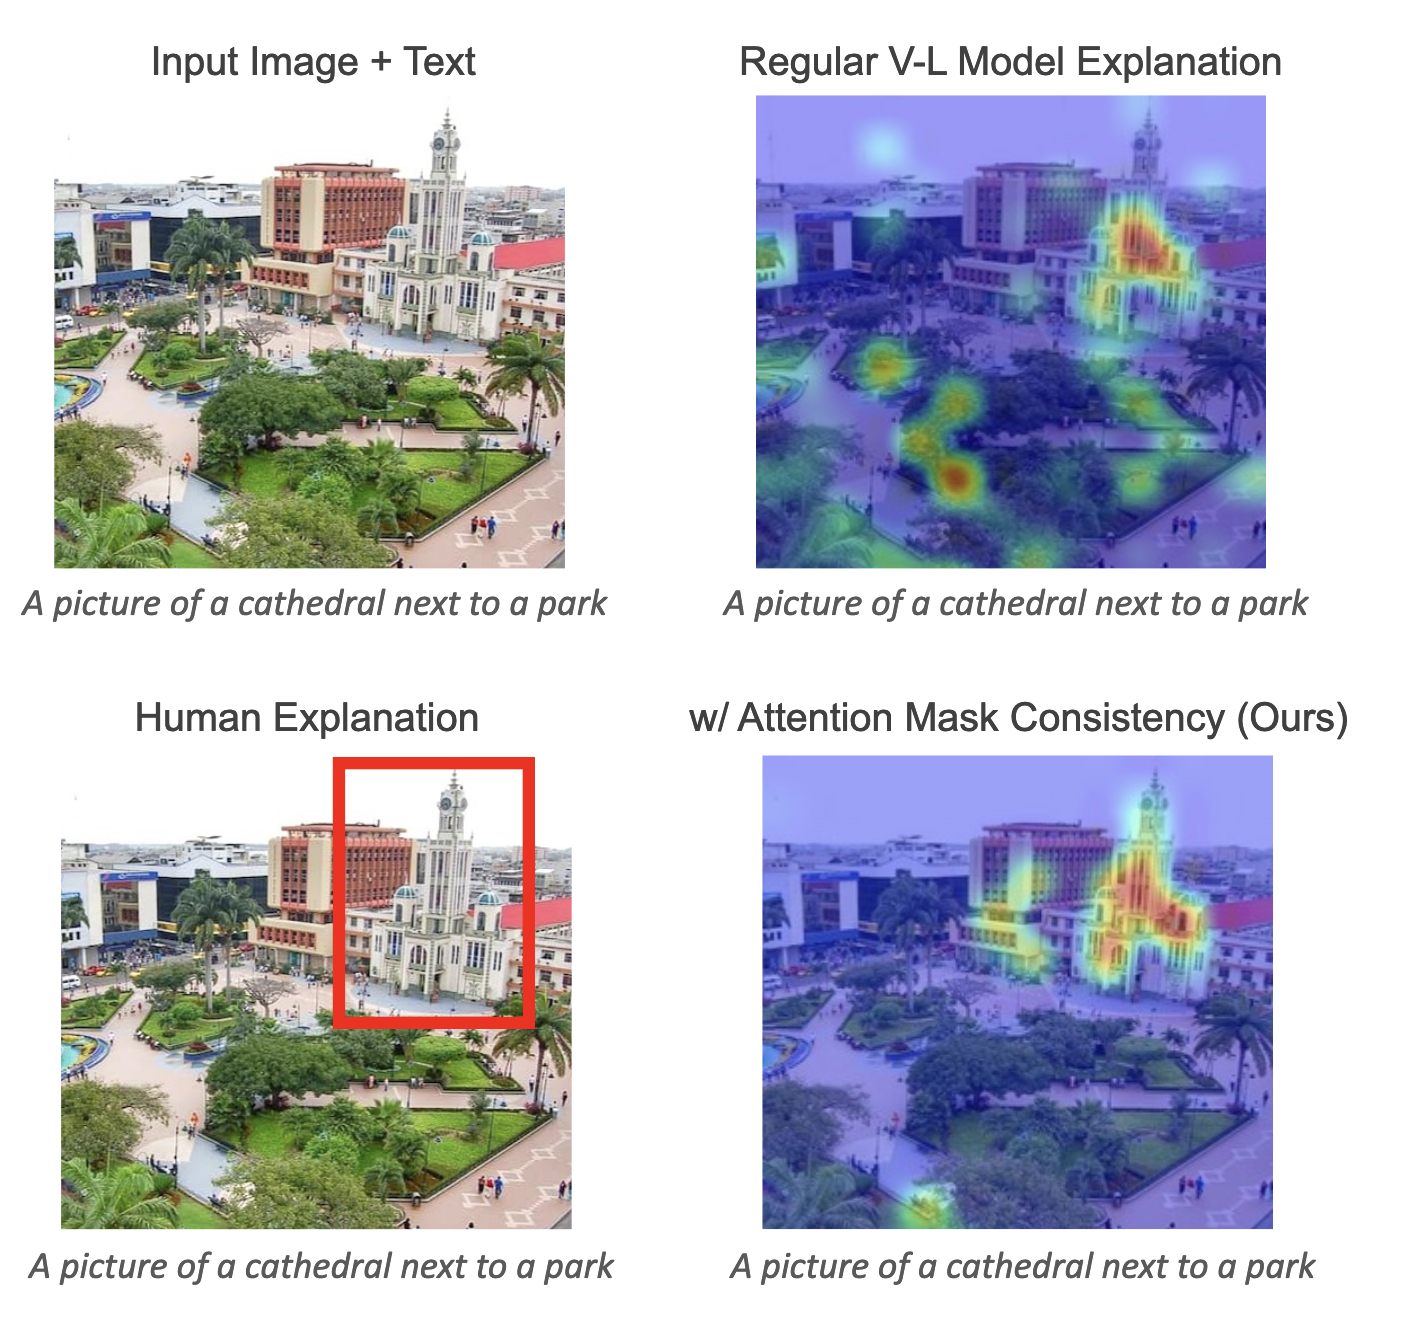 Input Image + Text
Regular V-L Model Explanation
A picture of a cathedral next to a park
A picture of a cathedral next to a park
Human Explanation
w/ Attention Mask Consistency (Ours)
A picture of a cathedral next to a park
A picture of a cathedral next to a park